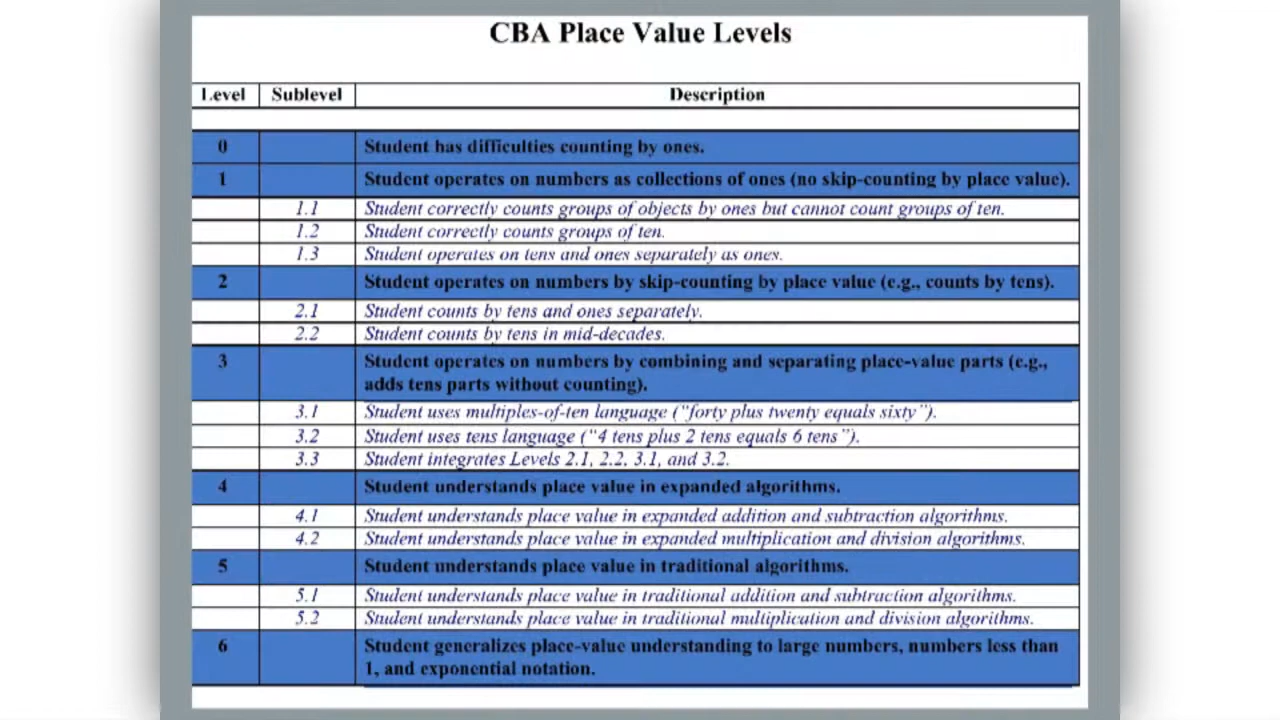 CBA Place Value Levels
Level Sublevel Description
0 Student has difficulties counting by ones.
1 Student operates on numbers as collections of ones (no skip-counting by place value).
1.1 Student correctly counts groups of objects by ones but cannot count groups of ten.
1.2 Student correctly counts groups of ten.
1.3 Student operates on tens and ones separately as ones.
2 Student operates on numbers by skip-counting by place value (e.g., counts by tens).
2.1 Student counts by tens and ones separately.
2.2 Student counts by tens in mid-decades.
3 Student operates on numbers by combining and separating place-value parts (e.g.,
adds tens parts without counting).
3.1 Student uses multiples-of-ten language ("forty plus twenty equals sixty").
3.2 Student uses tens language ("4 tens plus 2 tens equals 6 tens").
3.3 Student integrates Levels 2.1, 2.2, 3.1, and 3.2.
4 Student understands place value in expanded algorithms.
4.1 Student understands place value in expanded addition and subtraction algorithms.
4.2 Student understands place value in expanded multiplication and division algorithms.
5 Student understands place value in traditional algorithms.
5.1 Student understands place value in traditional addition and subtraction algorithms.
5.2 Student understands place value in traditional multiplication and division algorithms.
6 Student generalizes place-value understanding to large numbers, numbers less than
1, and exponential notation.